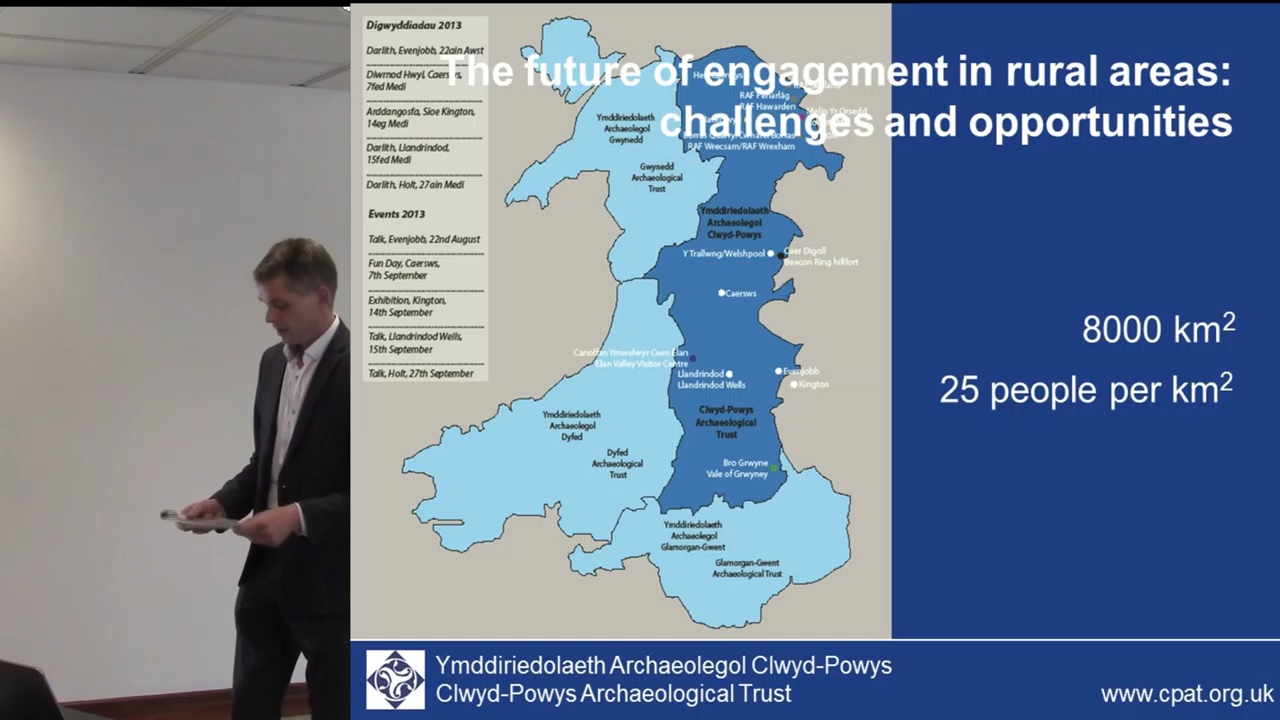 The future of engagement in rural areas:
challenges and opportunities
Digwyddiadau 2013
Darlith, Evenjobb, 22ain Awst
Diwrnod Hwyl, Caersws,
7fed Medi
Arddangosfa, Sioe Kington,
14eg Medi
Darlith, Llandrindod,
15fed Medi
Darlith, Holt, 27ain Medi
Events 2013
Talk, Evenjobb, 22nd August
Fun Day, Caersws,
7th September
Exhibition, Kington,
14th September
Talk, Llandrindod Wells,
15th September
Talk, Holt, 27th September
Ymddiriedolaeth
Archaeolegol
Gwynedd
Gwynedd
Archaeological
Trust
RAF Penarlâg
RAF Hawarden
Melin Yr Orsedd
RAF Wrecsam/RAF Wrexham
Ymddiriedolaeth
Archaeolegol
Clwyd-Powys
Y Trallwng/Welshpool
Caer Digoll
Beacon Ring hillfort
Caersws
Canolfan Ymwelwyr Cwm Elan
Elan Valley Visitor Centre
Llandrindod
Llandrindod Wells
Evenjobb
Kington
Clwyd-Powys
Archaeological
Trust
Ymddiriedolaeth
Archaeolegol
Dyfed
Dyfed
Archaeological
Trust
Bro Grwyne
Vale of Grwyney
Ymddiriedolaeth
Archaeolegol
Glamorgan-Gwent
Glamorgan-Gwent
Archaeological Trust
8000 km²
25 people per km²
Ymddiriedolaeth Archaeolegol Clwyd-Powys
Clwyd-Powys Archaeological Trust
www.cpat.org.uk